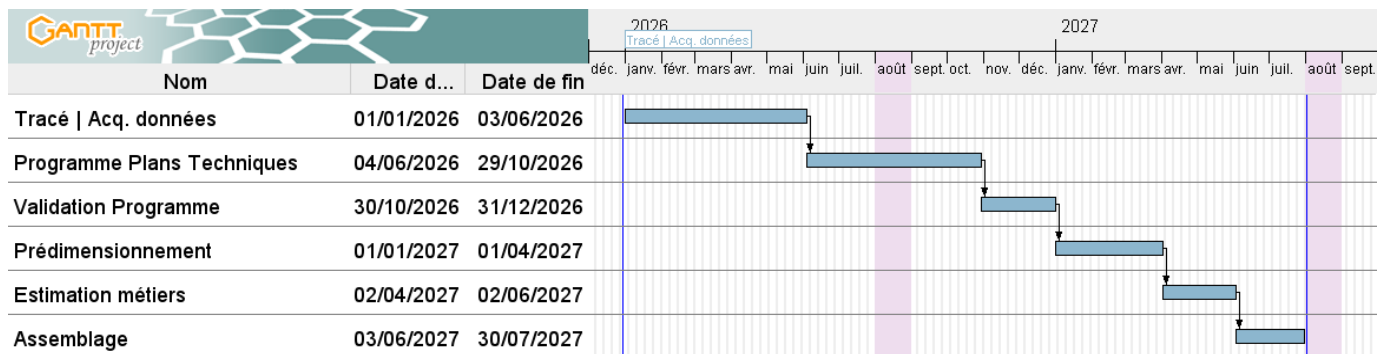 GANTT
project
2026
2027
Tracé | Acq. données
déc. janv. févr. mars avr. mai juin juil. août sept. oct. nov. déc. janv. févr. mars avr. mai juin juil. août sept.
Nom Date d... Date de fin
Tracé | Acq. données 01/01/2026 03/06/2026
Programme Plans Techniques 04/06/2026 29/10/2026
Validation Programme 30/10/2026 31/12/2026
Prédimensionnement 01/01/2027 01/04/2027
Estimation métiers 02/04/2027 02/06/2027
Assemblage 03/06/2027 30/07/2027